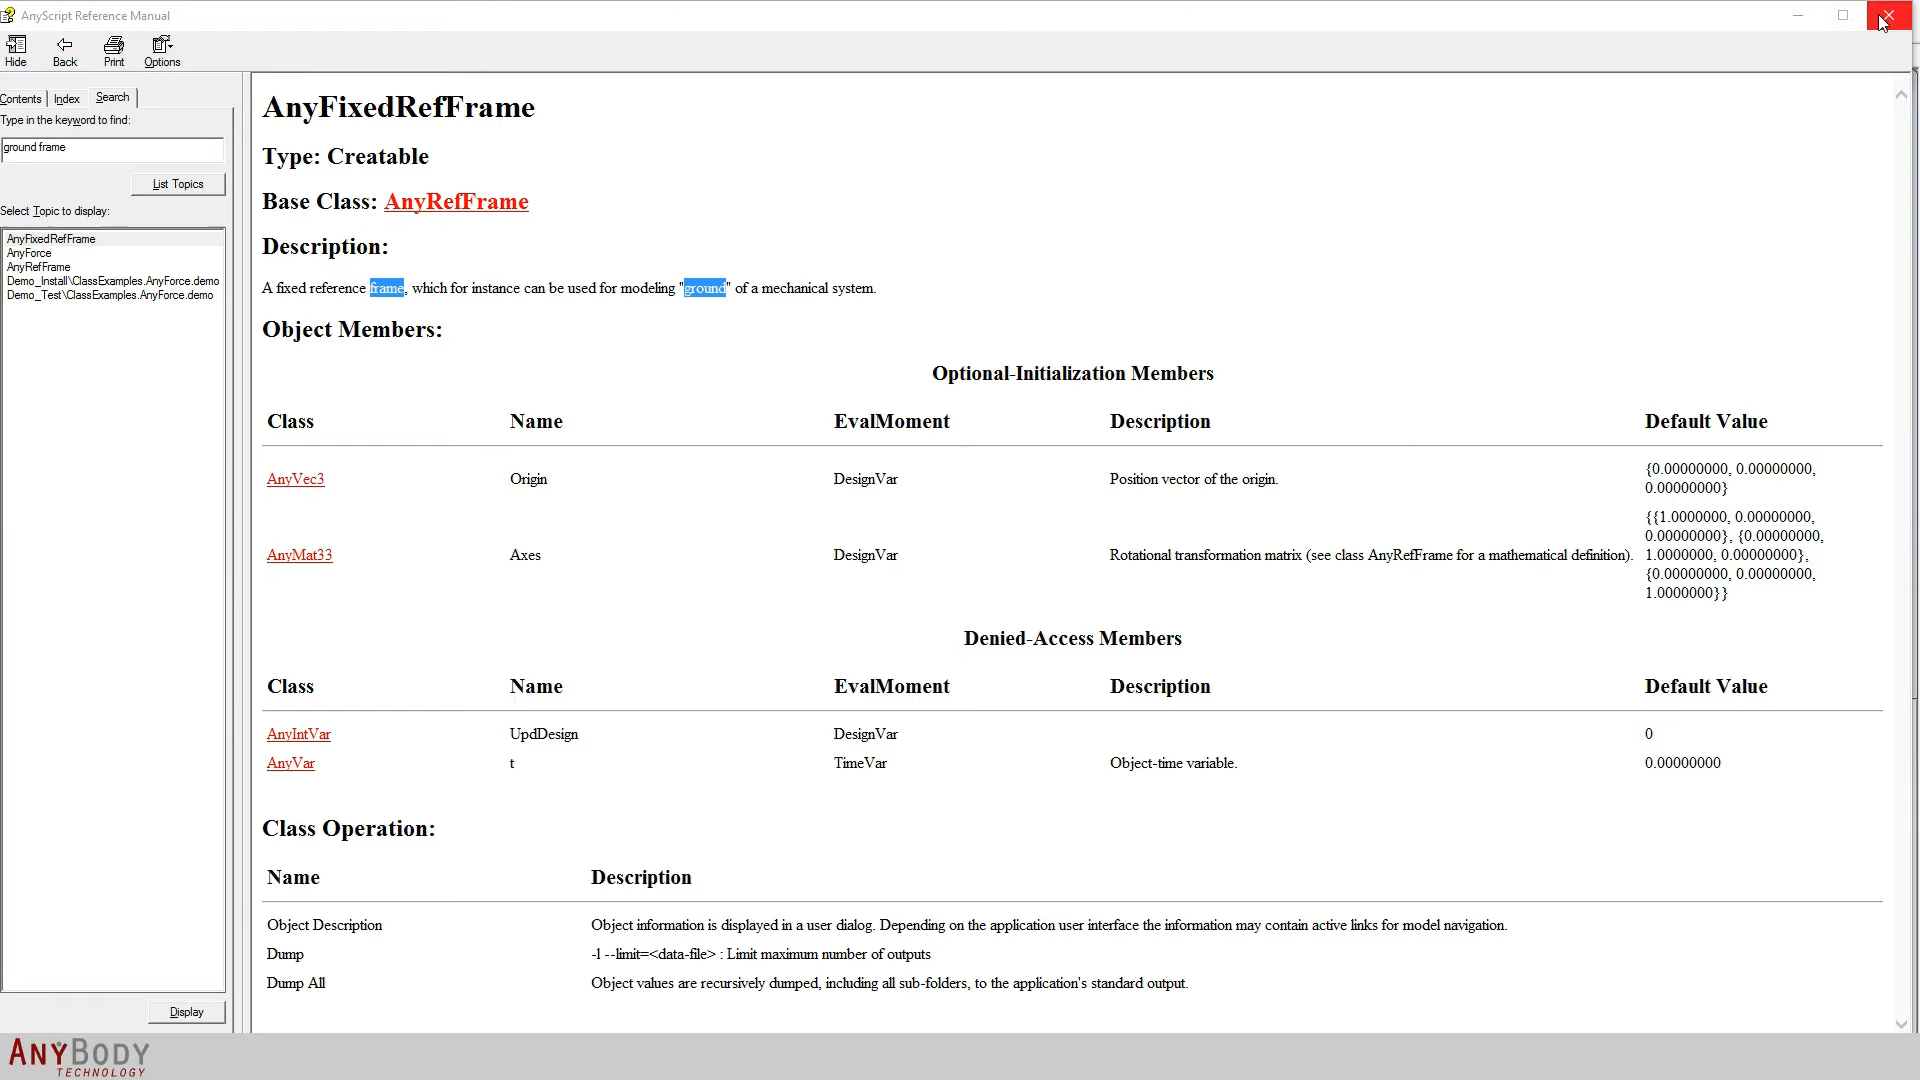 AnyScript Reference Manual
Hide Back Print Options
Contents Index Search
Type in the keyword to find:
ground frame
List Topics
Select Topic to display:
AnyFixedRefFrame
AnyForce
AnyRefFrame
Demo_Install\ClassExamples.AnyForce.demo
Demo_Test\ClassExamples.AnyForce.demo
Display
AnyFixedRefFrame
Type: Creatable
Base Class: AnyRefFrame
Description:
A fixed reference frame, which for instance can be used for modeling "ground" of a mechanical system.
Object Members:
Optional-Initialization Members
Class Name EvalMoment Description Default Value
AnyVec3 Origin DesignVar Position vector of the origin. {0.00000000, 0.00000000,
0.00000000}
{{1.0000000, 0.00000000,
0.00000000}, {0.00000000,
AnyMat33 Axes DesignVar Rotational transformation matrix (see class AnyRefFrame for a mathematical definition). 1.0000000, 0.00000000},
{0.00000000, 0.00000000,
1.0000000}}
Denied-Access Members
Class Name EvalMoment Description Default Value
AnyIntVar UpdDesign DesignVar 0
AnyVar t TimeVar Object-time variable. 0.00000000
Class Operation:
Name Description
Object Description Object information is displayed in a user dialog. Depending on the application user interface the information may contain active links for model navigation.
Dump -l --limit=<data-file> : Limit maximum number of outputs
Dump All Object values are recursively dumped, including all sub-folders, to the application's standard output.
ANYBODY
TECHNOLOGY